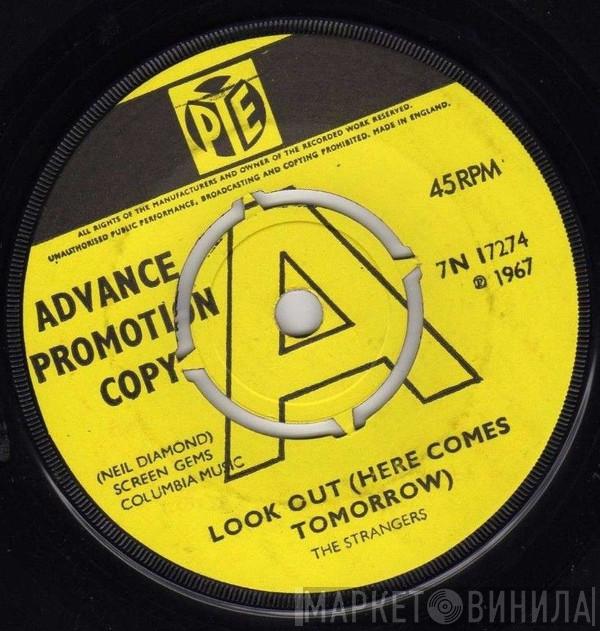 PYE
ALL RIGHTS OF THE MANUFACTURERS AND OWNER OF THE RECORDED WORK RESERVED.
UNAUTHORISED PUBLIC PERFORMANCE, BROADCASTING AND COPYING PROHIBITED. MADE IN ENGLAND.
45 RPM
7N 17274
℗ 1967
ADVANCE
PROMOTION
COPY
A
(NEIL DIAMOND)
SCREEN GEMS
COLUMBIA MUSIC
LOOK OUT (HERE COMES
TOMORROW)
THE STRANGERS
МАРКЕТ ВИНИЛА